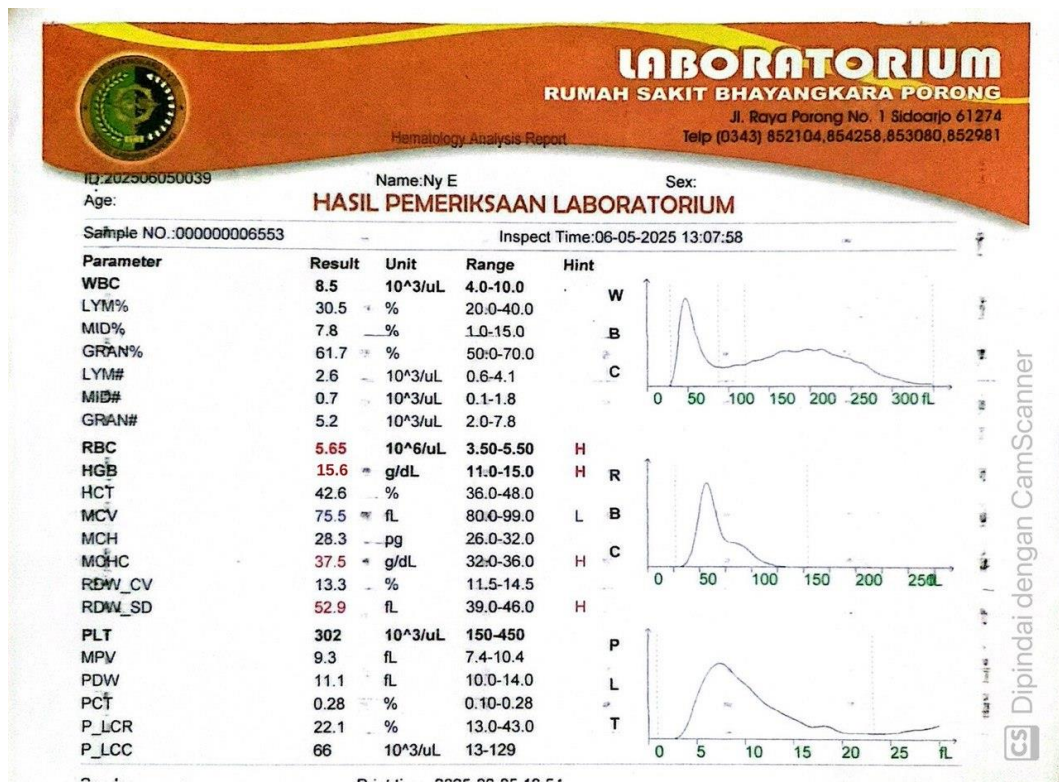 LABORATORIUM
RUMAH SAKIT BHAYANGKARA PORONG
Jl. Raya Porong No. 1 Sidoarjo 61274
Hematology Analysis Report
Telp (0343) 852104,854258,853080,852981
ID:202506050039 Name:Ny E Sex:
Age:
HASIL PEMERIKSAAN LABORATORIUM
Sample NO.:000000006553 Inspect Time:06-05-2025 13:07:58
Parameter Result Unit Range Hint
WBC 8.5 10^3/uL 4.0-10.0
LYM% 30.5 % 20.0-40.0
MID% 7.8 % 1.0-15.0
GRAN% 61.7 % 50.0-70.0
LYM# 2.6 10^3/uL 0.6-4.1
MID# 0.7 10^3/uL 0.1-1.8
GRAN# 5.2 10^3/uL 2.0-7.8
RBC 5.65 10^6/uL 3.50-5.50 H
HGB 15.6 g/dL 11.0-15.0 H
HCT 42.6 % 36.0-48.0
MCV 75.5 fL 80.0-99.0 L
MCH 28.3 pg 26.0-32.0
MCHC 37.5 g/dL 32.0-36.0 H
RDW_CV 13.3 % 11.5-14.5
RDW_SD 52.9 fL 39.0-46.0 H
PLT 302 10^3/uL 150-450
MPV 9.3 fL 7.4-10.4
PDW 11.1 fL 10.0-14.0
PCT 0.28 % 0.10-0.28
P_LCR 22.1 % 13.0-43.0
P_LCC 66 10^3/uL 13-129
W
B
C
0 50 100 150 200 250 300 fL
R
B
C
0 50 100 150 200 250L
P
L
T
0 5 10 15 20 25 fL
CS Dipindai dengan CamScanner